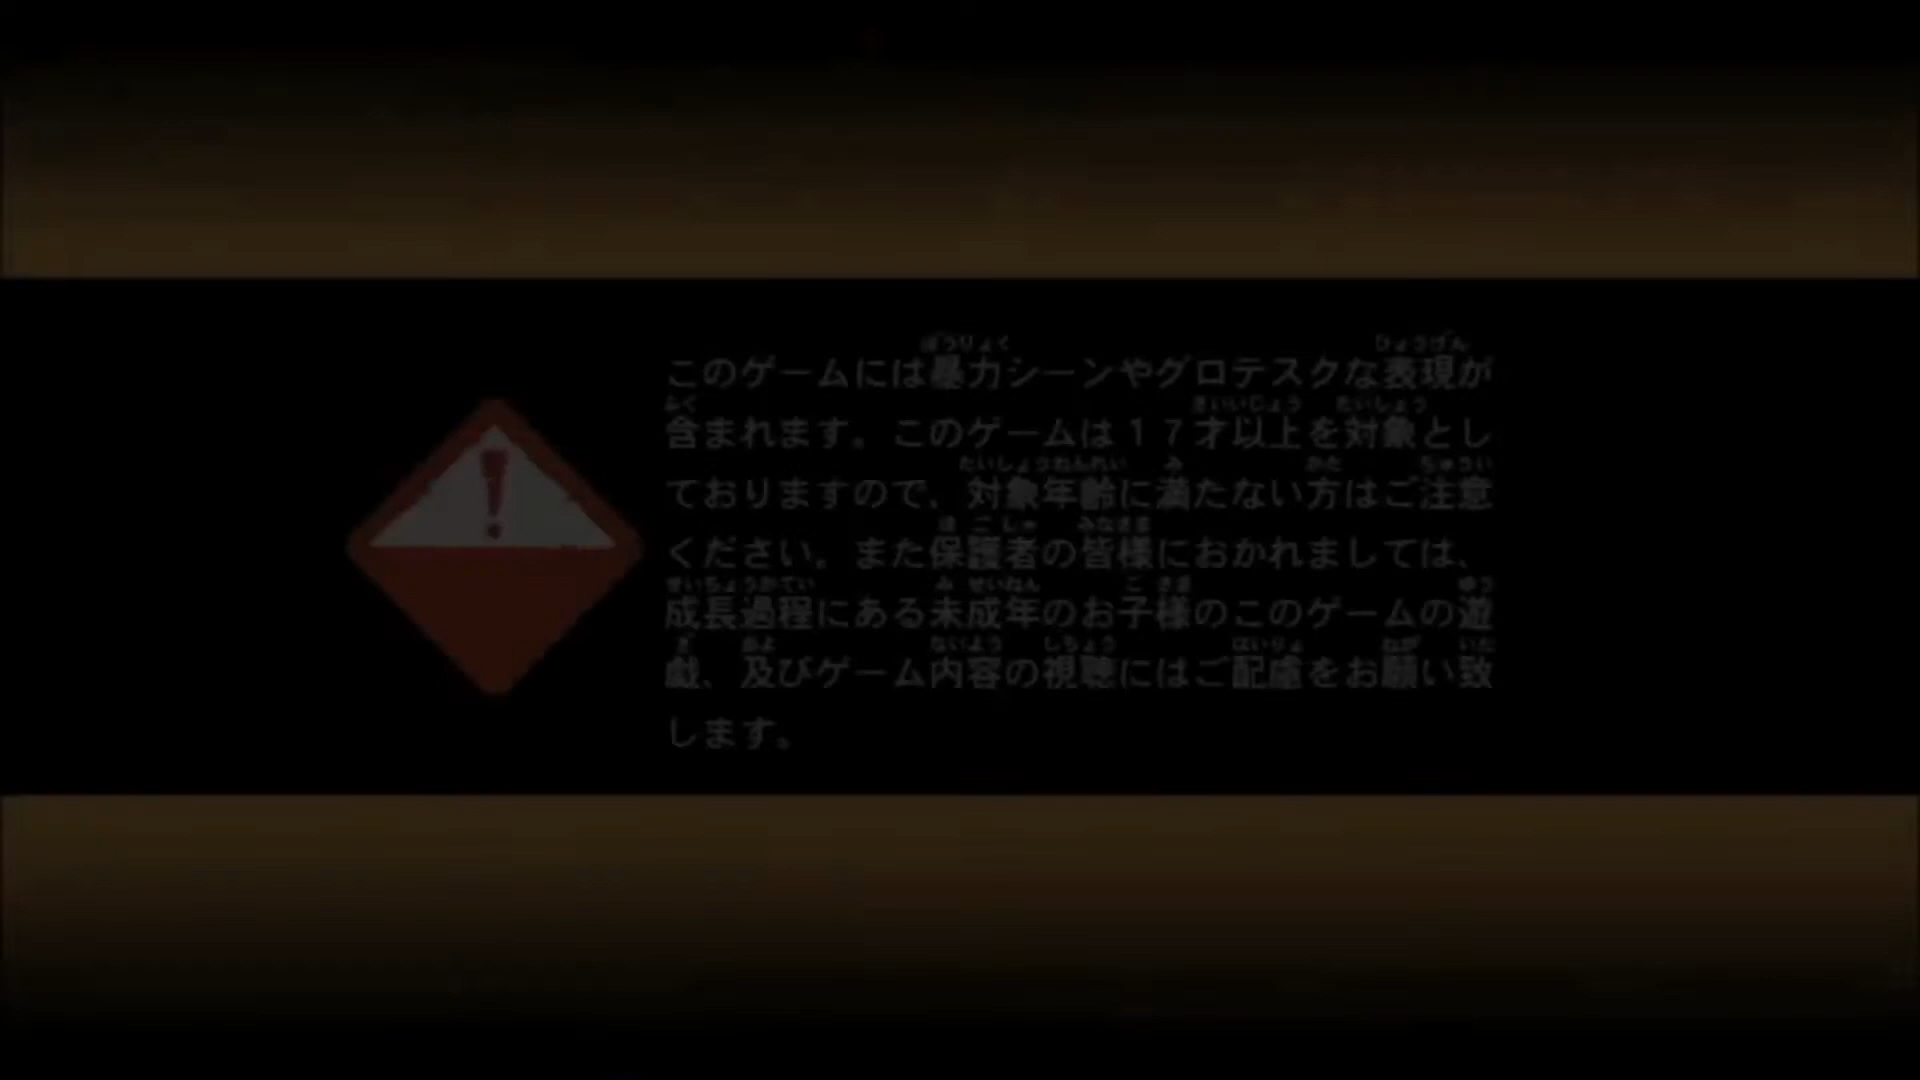 このゲームには暴力シーンやグロテスクな表現が
含まれます。このゲームは１７才以上を対象とし
ておりますので、対象年齢に満たない方はご注意
ください。また保護者の皆様におかれましては、
成長過程にある未成年のお子様のこのゲームの遊
戯、及びゲーム内容の視聴にはご配慮をお願い致
します。